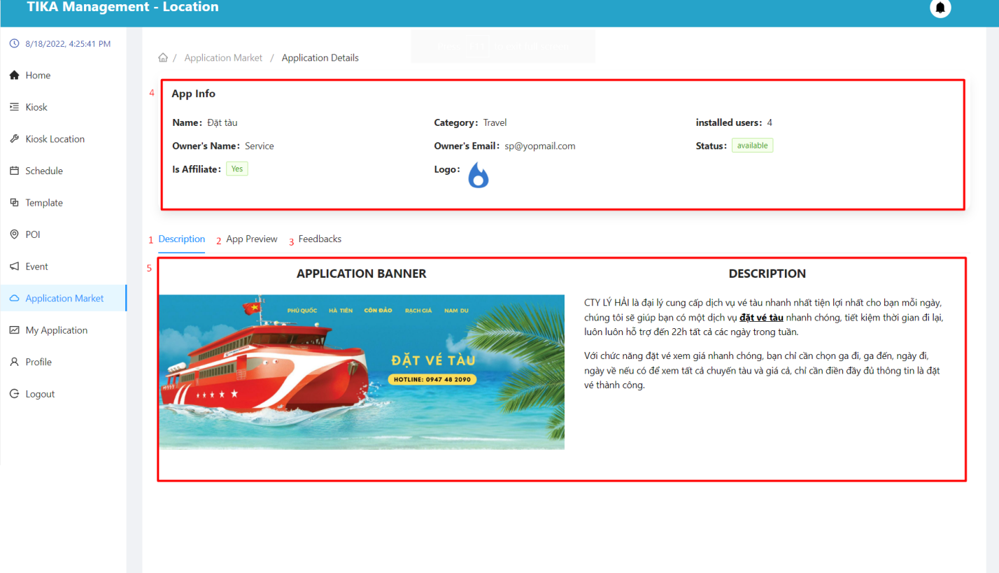 TIKA Management - Location
8/18/2022, 4:25:41 PM
Home
Kiosk
Kiosk Location
Schedule
Template
POI
Event
Application Market
My Application
Profile
Logout
/ Application Market / Application Details
4
App Info
Name: Đặt tàu
Category: Travel
installed users: 4
Owner's Name: Service
Owner's Email: sp@yopmail.com
Status: available
Is Affiliate: Yes
Logo:
1 Description
2 App Preview
3 Feedbacks
5
APPLICATION BANNER
PHÚ QUỐC HÀ TIÊN CÔN ĐẢO RẠCH GIÁ NAM DU
ĐẶT VÉ TÀU
HOTLINE: 0947 48 2090
DESCRIPTION
CTY LÝ HẢI là đại lý cung cấp dịch vụ vé tàu nhanh nhất tiện lợi nhất cho bạn mỗi ngày,
chúng tôi sẽ giúp bạn có một dịch vụ đặt vé tàu nhanh chóng, tiết kiệm thời gian đi lại,
luôn luôn hỗ trợ đến 22h tất cả các ngày trong tuần.
Với chức năng đặt vé xem giá nhanh chóng, bạn chỉ cần chọn ga đi, ga đến, ngày đi,
ngày về nếu có để xem tất cả chuyến tàu và giá cả, chỉ cần điền đầy đủ thông tin là đặt
vé thành công.